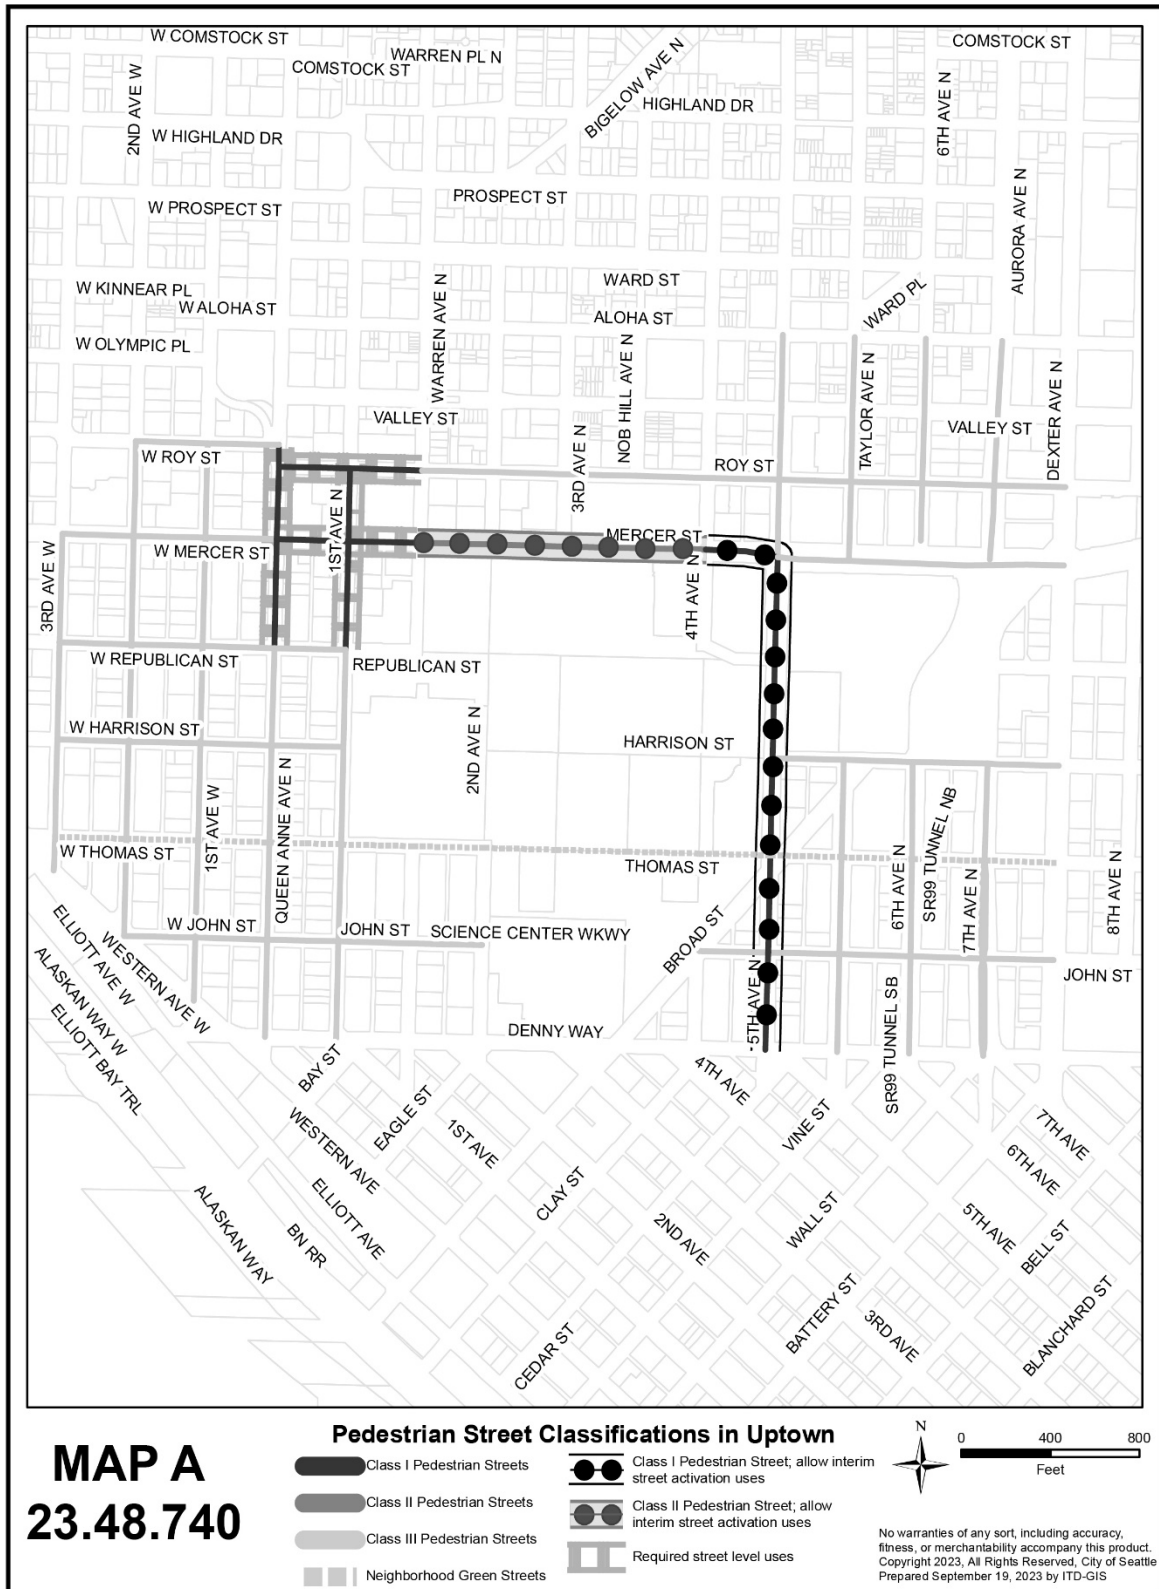 W COMSTOCK ST
WARREN PL N
COMSTOCK ST
COMSTOCK ST
2ND AVE W
BIGELOW AVE N
HIGHLAND DR
6TH AVE N
W HIGHLAND DR
AURORA AVE N
PROSPECT ST
W PROSPECT ST
WARD ST
W KINNEAR PL
W ALOHA ST
WARREN AVE N
ALOHA ST
WARD PL
W OLYMPIC PL
NOB HILL AVE N
TAYLOR AVE N
DEXTER AVE N
VALLEY ST
VALLEY ST
3RD AVE N
W ROY ST
ROY ST
1ST AVE N
MERCER ST
W MERCER ST
3RD AVE W
4TH AVE N
W REPUBLICAN ST
REPUBLICAN ST
W HARRISON ST
2ND AVE N
HARRISON ST
QUEEN ANNE AVE N
1ST AVE W
SR99 TUNNEL NB
W THOMAS ST
THOMAS ST
6TH AVE N
7TH AVE N
8TH AVE N
W JOHN ST
JOHN ST
SCIENCE CENTER WKWY
BROAD ST
5TH AVE N
JOHN ST
ELLIOTT AVE W
WESTERN AVE W
ALASKAN WAY W
ELLIOTT BAY TRL
DENNY WAY
SR99 TUNNEL SB
BAY ST
4TH AVE
EAGLE ST
WESTERN AVE
1ST AVE
VINE ST
7TH AVE
6TH AVE
ELLIOTT AVE
CLAY ST
ALASKAN WAY
BN RR
2ND AVE
WALL ST
5TH AVE
BELL ST
BATTERY ST
3RD AVE
BLANCHARD ST
CEDAR ST
MAP A
23.48.740
Pedestrian Street Classifications in Uptown
Class I Pedestrian Streets
Class II Pedestrian Streets
Class III Pedestrian Streets
Neighborhood Green Streets
Class I Pedestrian Street; allow interim
street activation uses
Class II Pedestrian Street; allow
interim street activation uses
Required street level uses
N
0 400 800
Feet
No warranties of any sort, including accuracy,
fitness, or merchantability accompany this product.
Copyright 2023, All Rights Reserved, City of Seattle
Prepared September 19, 2023 by ITD-GIS